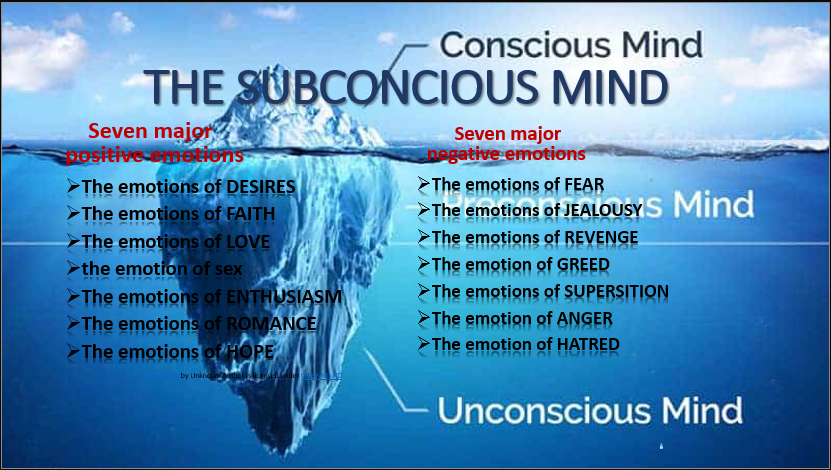 Conscious Mind
THE SUBCONCIOUS MIND
Seven major
positive emotions
➢The emotions of DESIRES
➢The emotions of FAITH
➢The emotions of LOVE
➢the emotion of sex
➢The emotions of ENTHUSIASM
➢The emotions of ROMANCE
➢The emotions of HOPE
by Unknown
Seven major
negative emotions
➢The emotions of FEAR
➢The emotions of JEALOUSY
➢The emotions of REVENGE
➢The emotion of GREED
➢The emotions of SUPERSITION
➢The emotion of ANGER
➢The emotion of HATRED
Preconscious Mind
Unconscious Mind